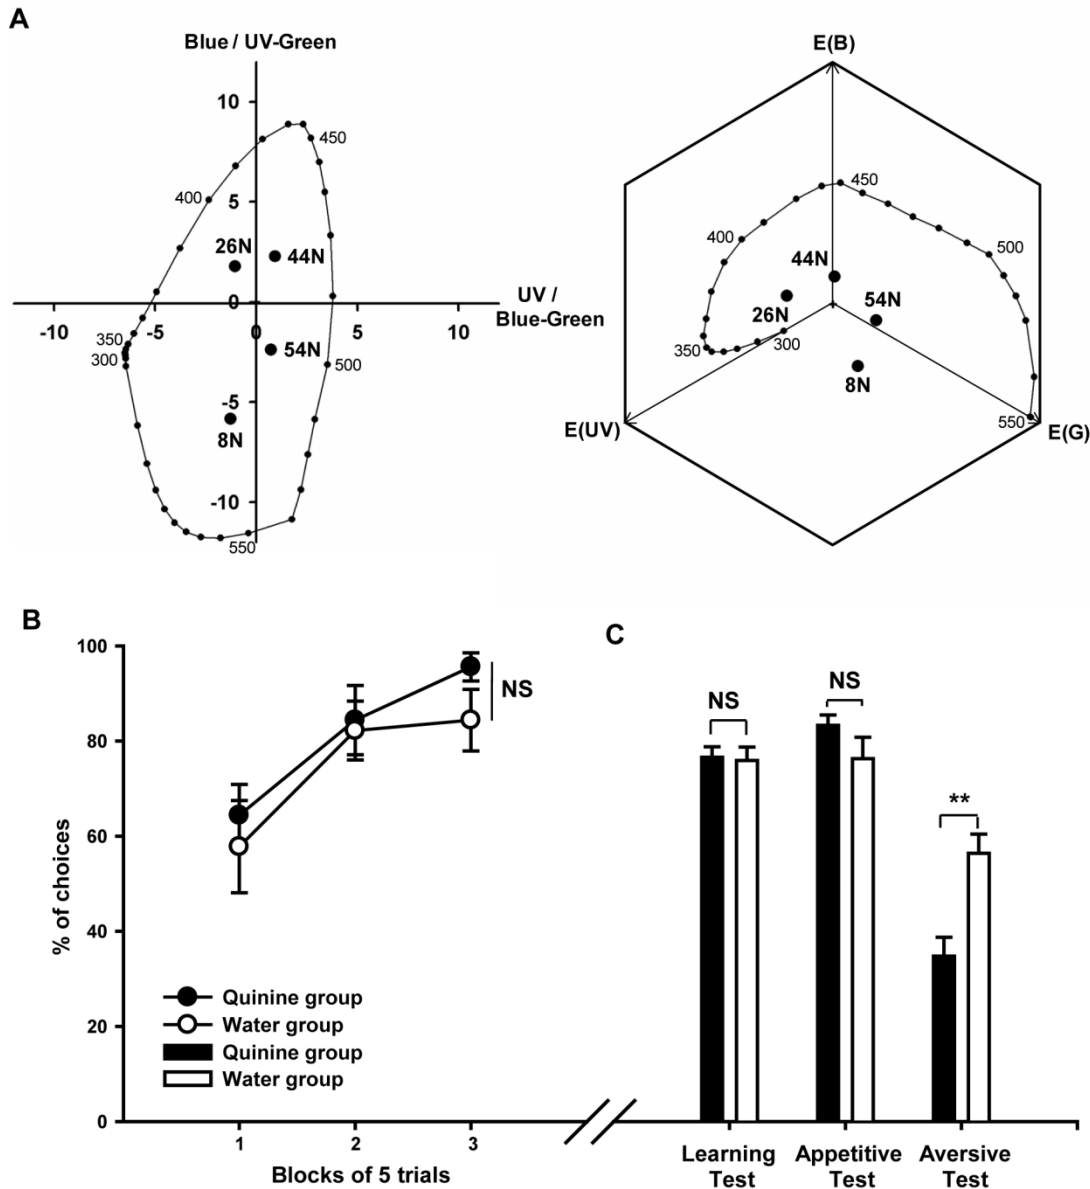 A
Blue / UV-Green
10
5
0
-5
-10
-10
-5
0
5
10
UV /
Blue-Green
450
400
350
300
500
550
26N
44N
54N
8N
E(B)
E(UV)
E(G)
450
400
500
350
300
550
44N
26N
54N
8N
B
% of choices
100
80
60
40
20
0
NS
Quinine group
Water group
Quinine group
Water group
1
2
3
Blocks of 5 trials
C
NS
NS
**
Learning
Test
Appetitive
Test
Aversive
Test